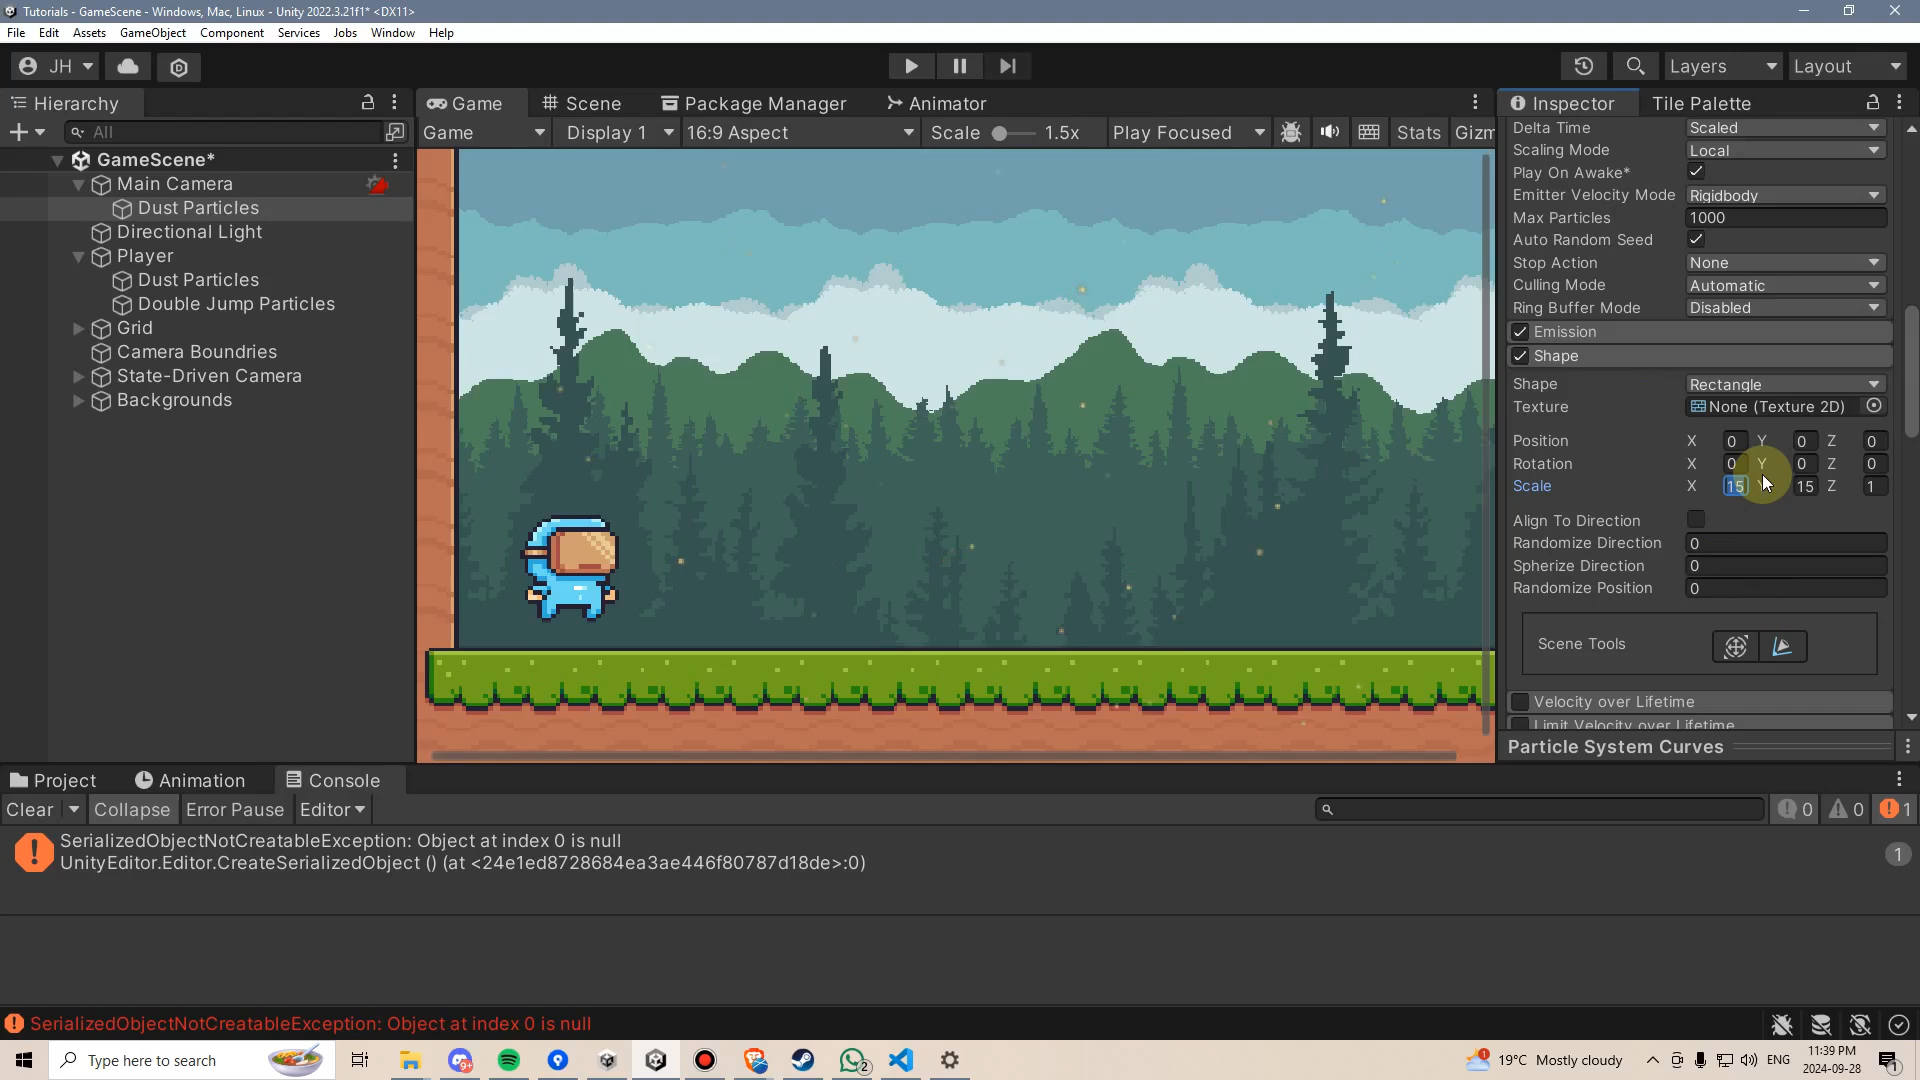 Tutorials - GameScene - Windows, Mac, Linux - Unity 2022.3.21f1* <DX11>
File Edit Assets GameObject Component Services Jobs Window Help
JH Layers Layout
Hierarchy
All
GameScene*
Main Camera
Dust Particles
Directional Light
Player
Dust Particles
Double Jump Particles
Grid
Camera Boundries
State-Driven Camera
Backgrounds
Game Scene Package Manager Animator
Game Display 1 16:9 Aspect Scale 1.5x Play Focused Stats Gizm
Inspector Tile Palette
Delta Time Scaled
Scaling Mode Local
Play On Awake*
Emitter Velocity Mode Rigidbody
Max Particles 1000
Auto Random Seed
Stop Action None
Culling Mode Automatic
Ring Buffer Mode Disabled
Emission
Shape
Shape Rectangle
Texture None (Texture 2D)
Position X 0 Y 0 Z 0
Rotation X 0 Y 0 Z 0
Scale X 15 Y 15 Z 1
Align To Direction
Randomize Direction 0
Spherize Direction 0
Randomize Position 0
Scene Tools
Velocity over Lifetime
Limit Velocity over Lifetime
Particle System Curves
Project Animation Console
Clear Collapse Error Pause Editor 0 0 1
SerializedObjectNotCreatableException: Object at index 0 is null
UnityEditor.Editor.CreateSerializedObject () (at <24e1ed8728684ea3ae446f80787d18de>:0)
1
SerializedObjectNotCreatableException: Object at index 0 is null
Type here to search 9+ 2 1 19°C Mostly cloudy ENG 11:39 PM
2024-09-28 1